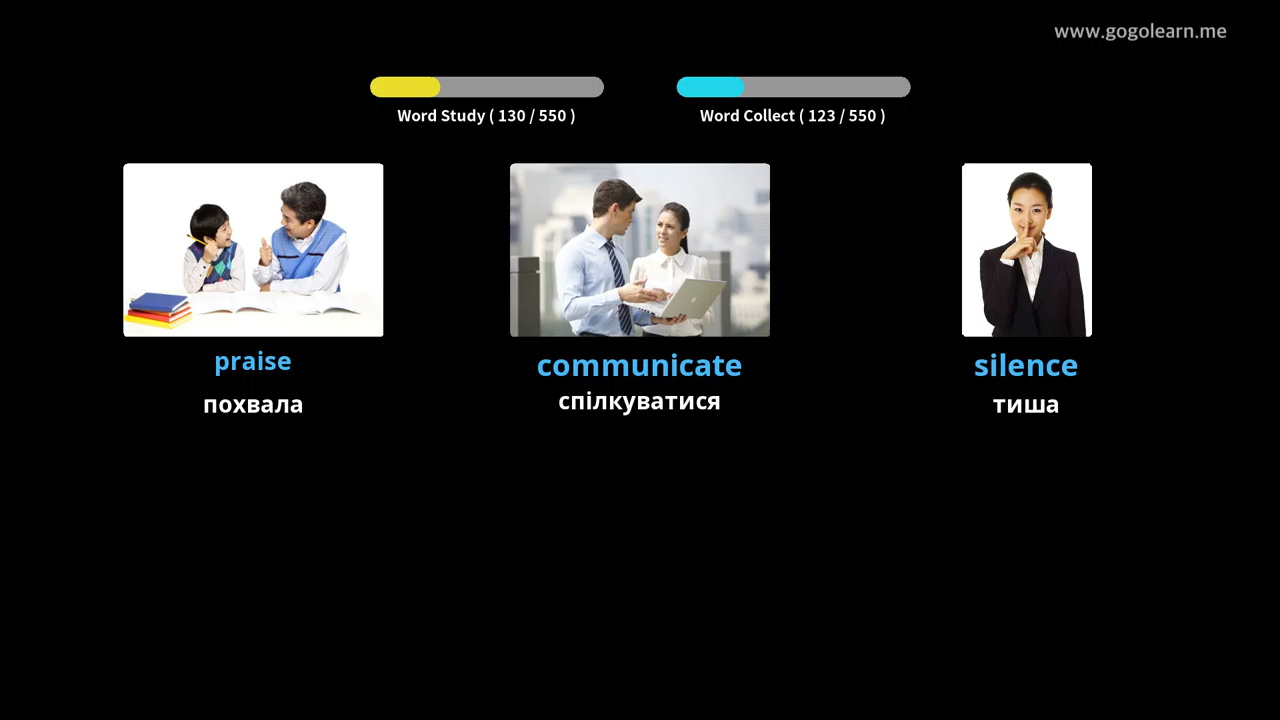 www.gogolearn.me
Word Study ( 130 / 550 )
Word Collect ( 123 / 550 )
praise
похвала
communicate
спілкуватися
silence
тиша